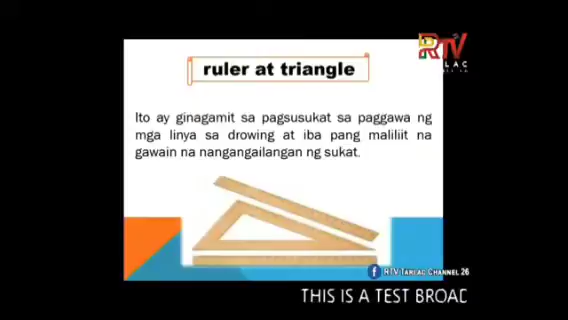 RTV
ruler at triangle
Ito ay ginagamit sa pagsusukat sa paggawa ng
mga linya sa drowing at iba pang maliliit na
gawain na nangangailangan ng sukat.
RTV TARLAC CHANNEL 26
THIS IS A TEST BROAD